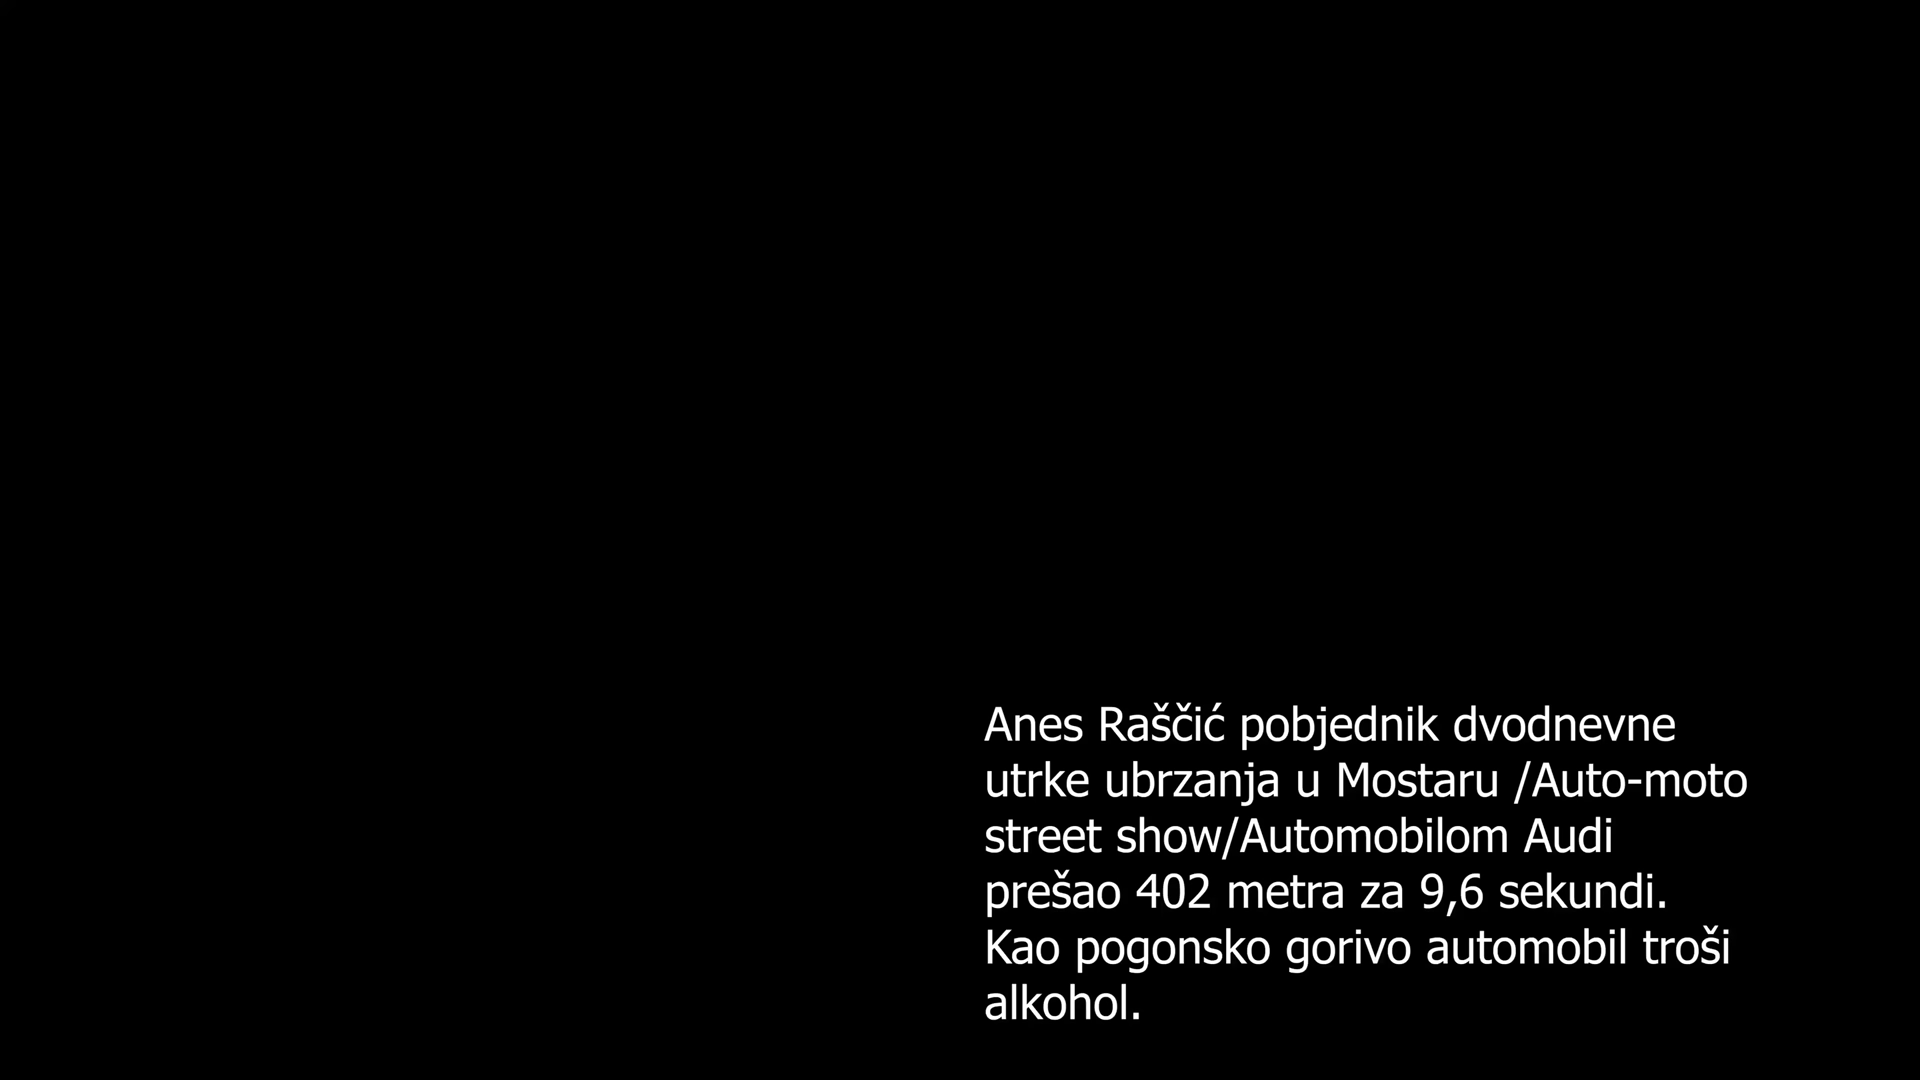 Anes Raščić pobjednik dvodnevne
utrke ubrzanja u Mostaru /Auto-moto
street show/Automobilom Audi
prešao 402 metra za 9,6 sekundi.
Kao pogonsko gorivo automobil troši
alkohol.